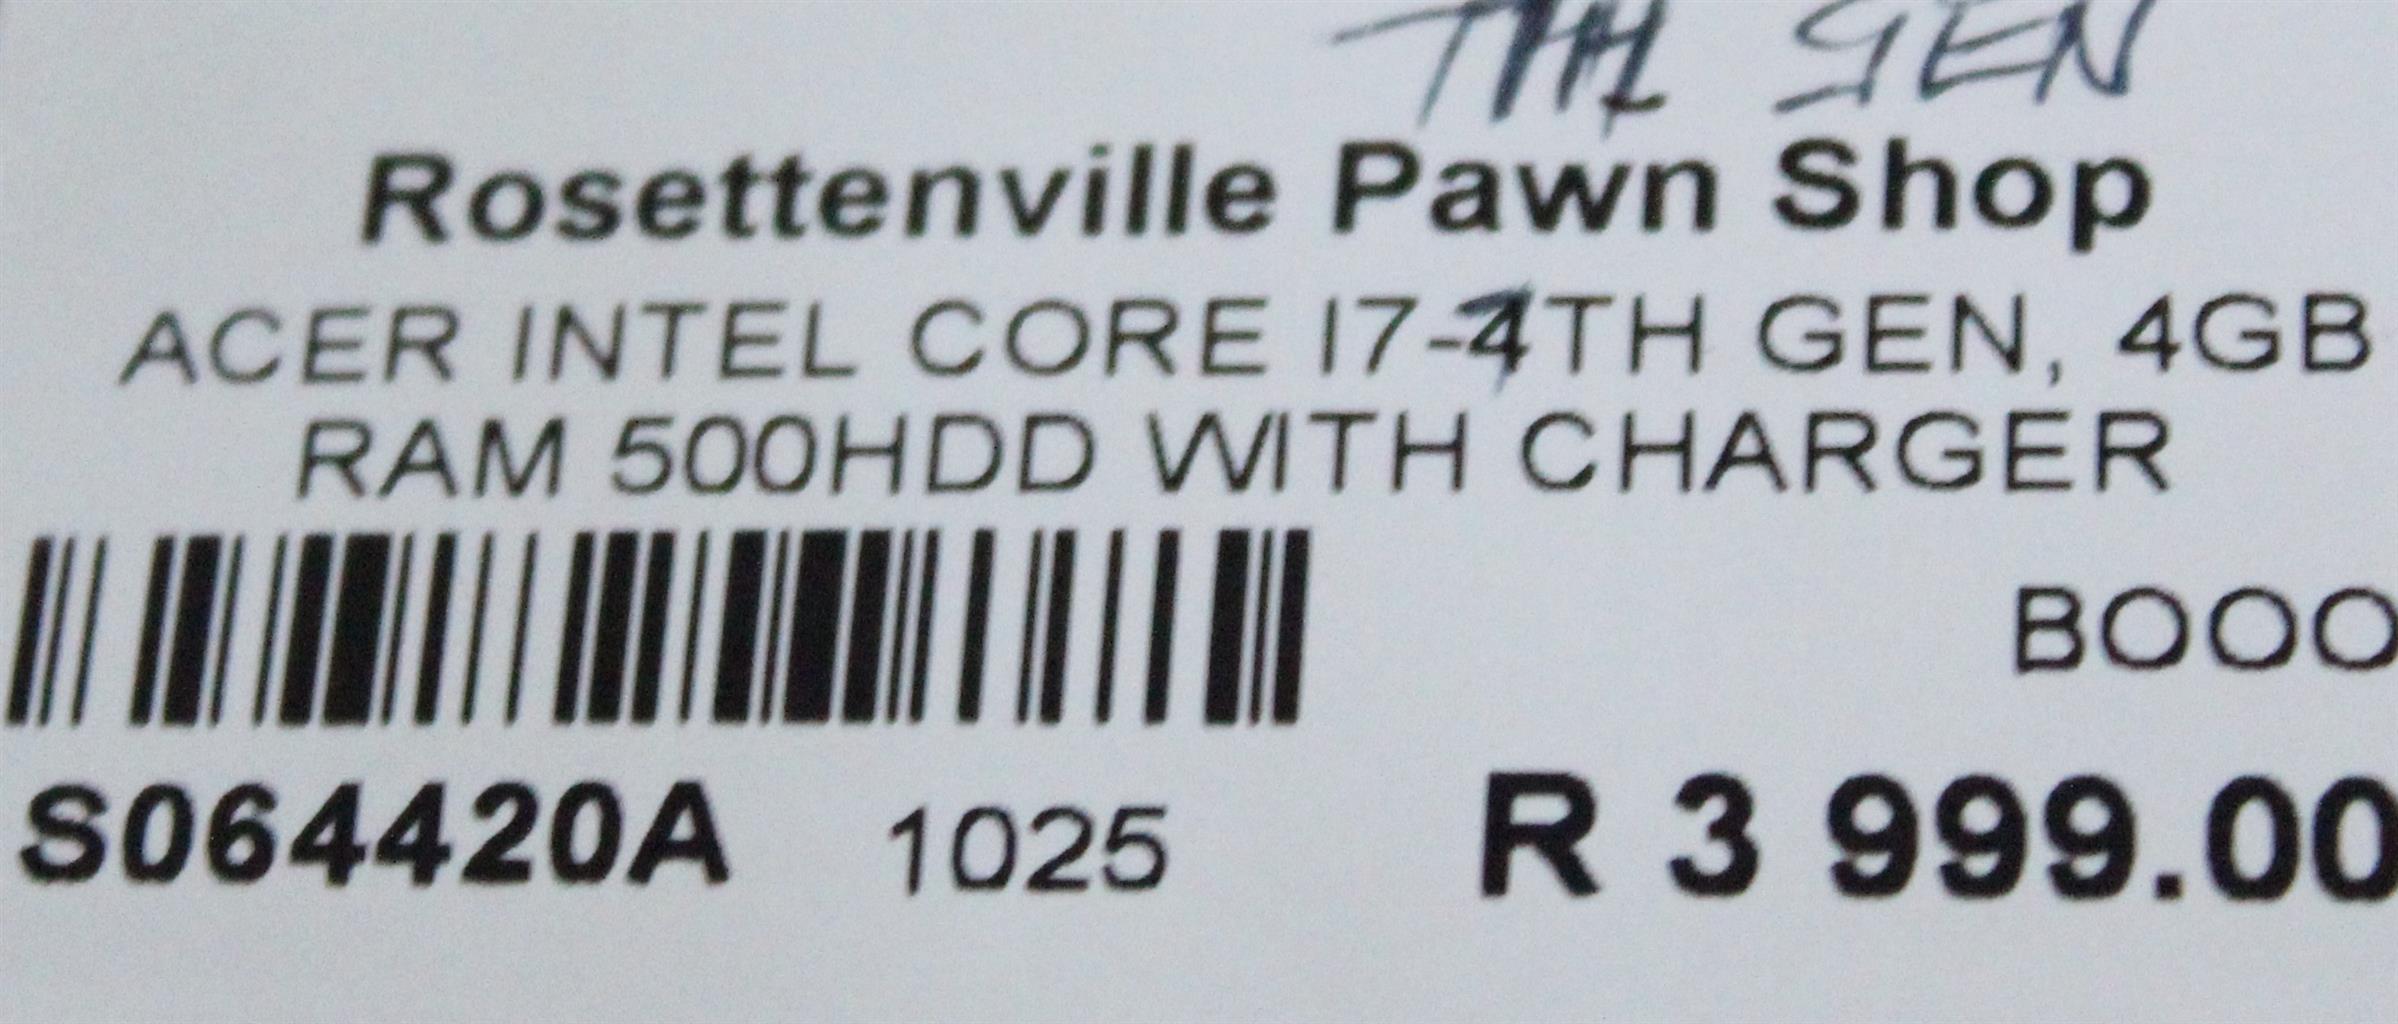 TH GEN
Rosettenville Pawn Shop
ACER INTEL CORE I7-4TH GEN, 4GB
RAM 500HDD WITH CHARGER
BOOO
S064420A 1025 R 3 999.00